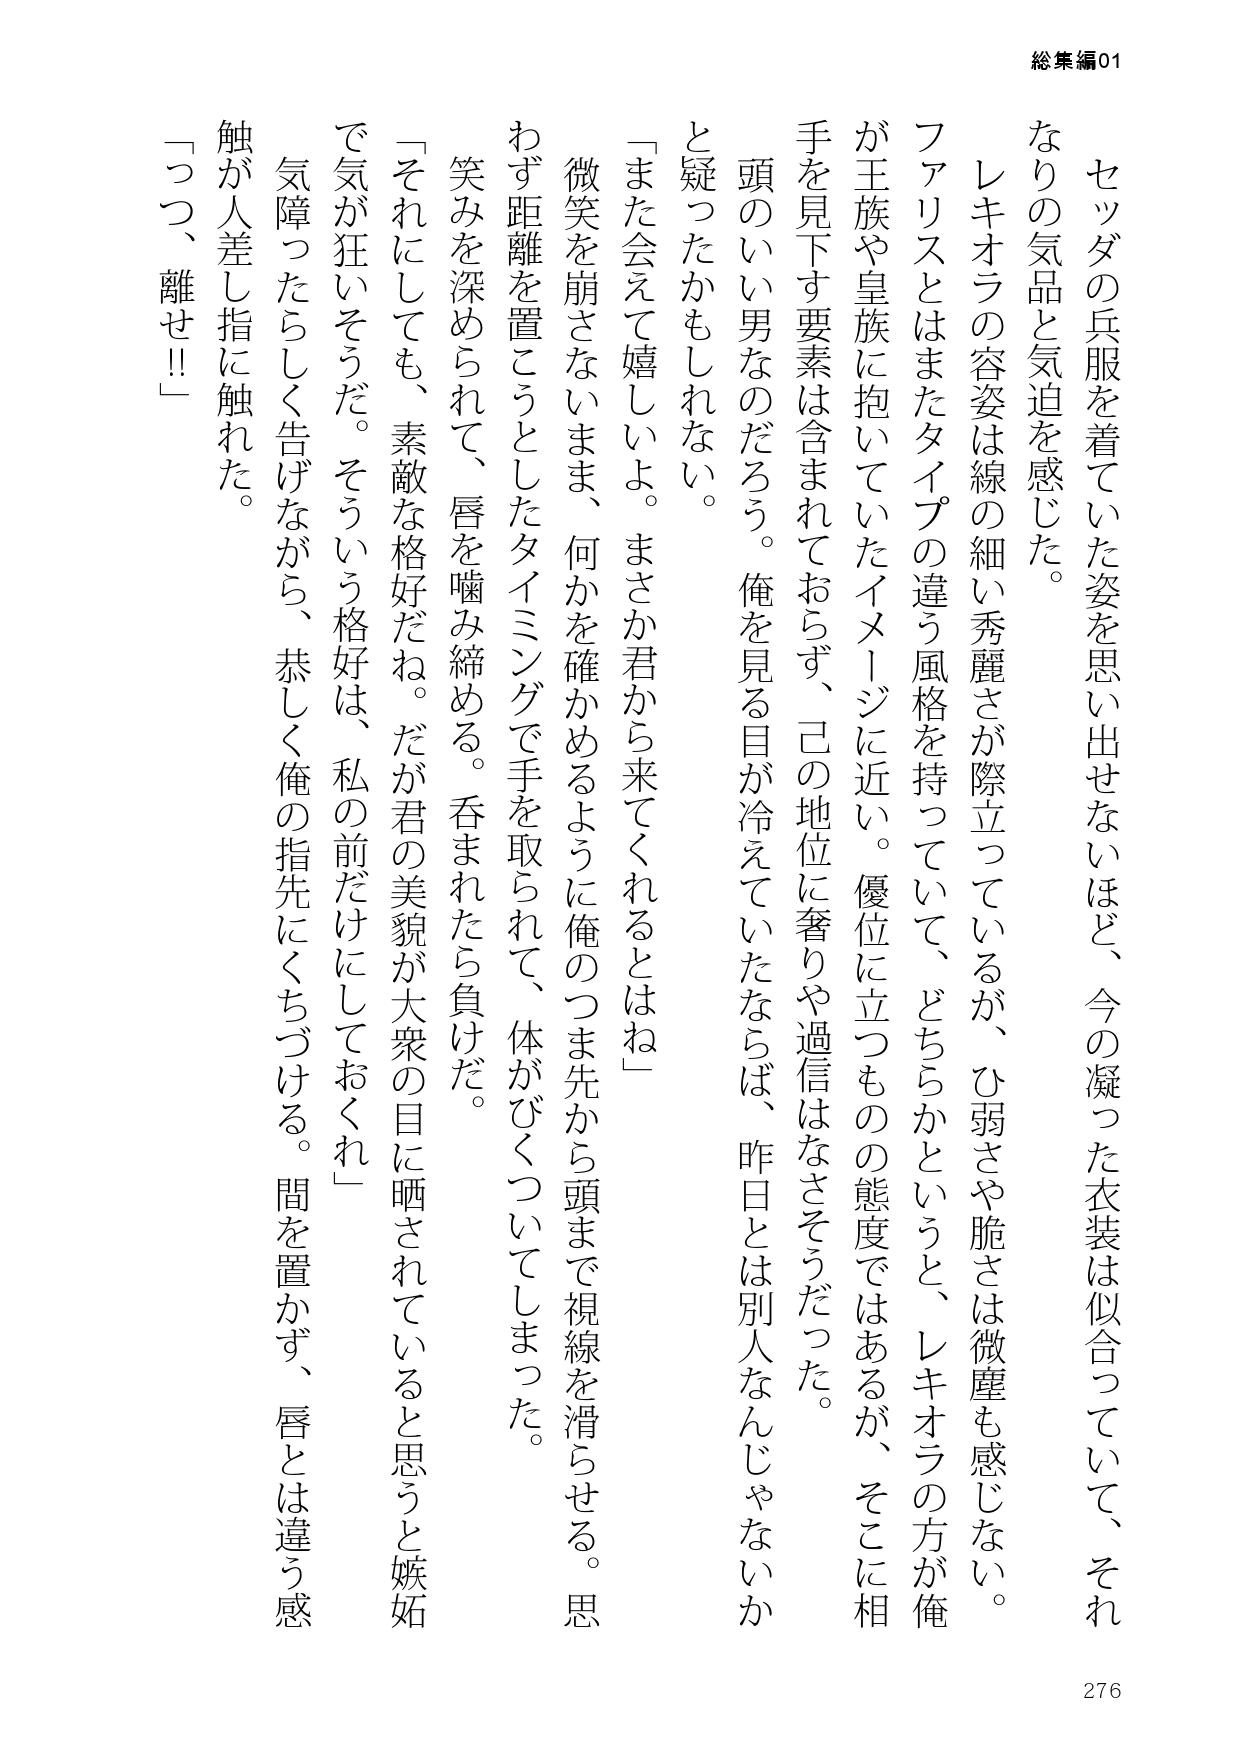 総集編01
セッダの兵服を着ていた姿を思い出せないほど、今の凝った衣装は似合っていて、それ
なりの気品と気迫を感じた。
レキオラの容姿は線の細い秀麗さが際立っているが、ひ弱さや脆さは微塵も感じない。
ファリスとはまたタイプの違う風格を持っていて、どちらかというと、レキオラの方が俺
が王族や皇族に抱いていたイメージに近い。優位に立つものの態度ではあるが、そこに相
手を見下す要素は含まれておらず、己の地位に奢りや過信はなさそうだった。
頭のいい男なのだろう。俺を見る目が冷えていたならば、昨日とは別人なんじゃないか
と疑ったかもしれない。
「また会えて嬉しいよ。まさか君から来てくれるとはね」
微笑を崩さないまま、何かを確かめるように俺のつま先から頭まで視線を滑らせる。思
わず距離を置こうとしたタイミングで手を取られて、体がびくついてしまった。
笑みを深められて、唇を噛み締める。呑まれたら負けだ。
「それにしても、素敵な格好だね。だが君の美貌が大衆の目に晒されていると思うと嫉妬
で気が狂いそうだ。そういう格好は、私の前だけにしておくれ」
気障ったらしく告げながら、恭しく俺の指先にくちづける。間を置かず、唇とは違う感
触が人差し指に触れた。
「っつ、離せ!!」
276